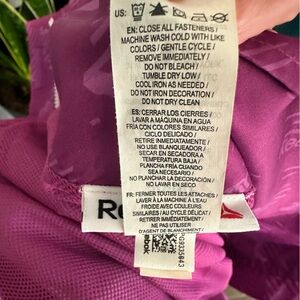 US:
EN: CLOSE ALL FASTENERS /
MACHINE WASH COLD WITH LIKE
COLORS / GENTLE CYCLE /
REMOVE IMMEDIATELY /
DO NOT BLEACH /
TUMBLE DRY LOW /
COOL IRON AS NEEDED /
DO NOT IRON DECORATION /
DO NOT DRY CLEAN
ES: CERRAR LOS CIERRES /
LAVAR A MÁQUINA EN AGUA
FRÍA CON COLORES SIMILARES /
CICLO DELICADO /
RETIRE INMEDIATAMENTE /
NO USE BLANQUEADOR /
SECAR EN SECADORA A
TEMPERATURA BAJA /
PLANCHA FRÍA CUANDO
SEA NECESARIO /
NO PLANCHAR LA DECORACIÓN /
NO LAVAR EN SECO
FR: FERMER TOUTES LES ATTACHES /
LAVER À LA MACHINE À L'EAU
FROIDE AVEC COULEURS
SIMILAIRES / AU CYCLE DÉLICAT /
RETIRER IMMÉDIATEMENT /
NE PAS UTILISER
D'AGENT DE BLANCHIMENT
Re